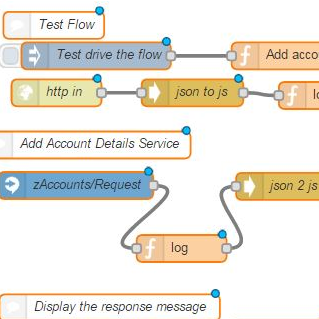 Test Flow
Test drive the flow
Add acco
http in
json to js
Add Account Details Service
zAccounts/Request
json 2 js
log
Display the response message